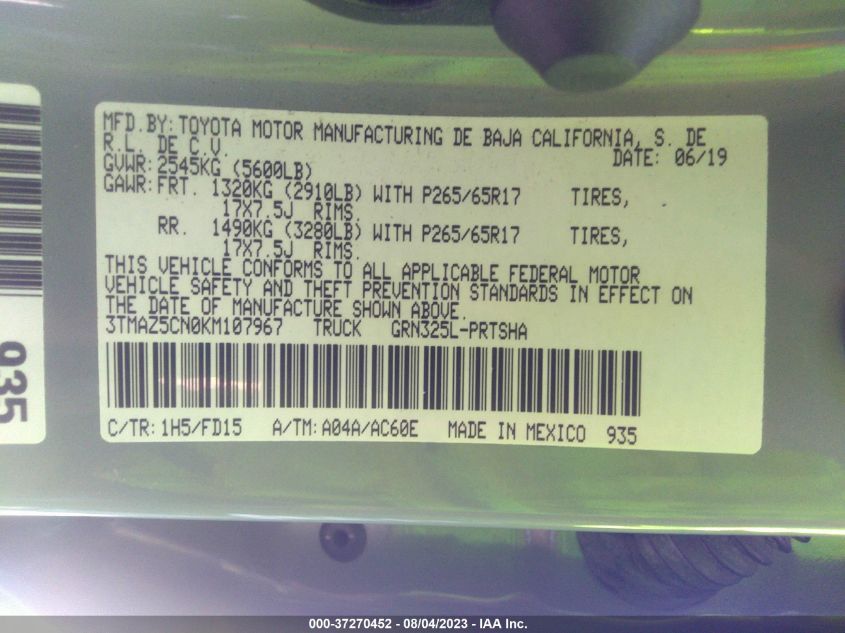 MFD.BY:TOYOTA MOTOR MANUFACTURING DE BAJA CALIFORNIA, S. DE
R.L. DE C.V.
DATE: 06/19
GVWR:2545KG (5600LB)
GAWR:FRT. 1320KG (2910LB) WITH P265/65R17 TIRES,
17X7.5J RIMS.
RR. 1490KG (3280LB) WITH P265/65R17 TIRES,
17X7.5J RIMS.
THIS VEHICLE CONFORMS TO ALL APPLICABLE FEDERAL MOTOR
VEHICLE SAFETY AND THEFT PREVENTION STANDARDS IN EFFECT ON
THE DATE OF MANUFACTURE SHOWN ABOVE.
3TMAZ5CN0KM107967 TRUCK GRN325L-PRTSHA
C/TR:1H5/FD15 A/TM:A04A/AC60E MADE IN MEXICO 935
935
000-37270452 - 08/04/2023 - IAA Inc.